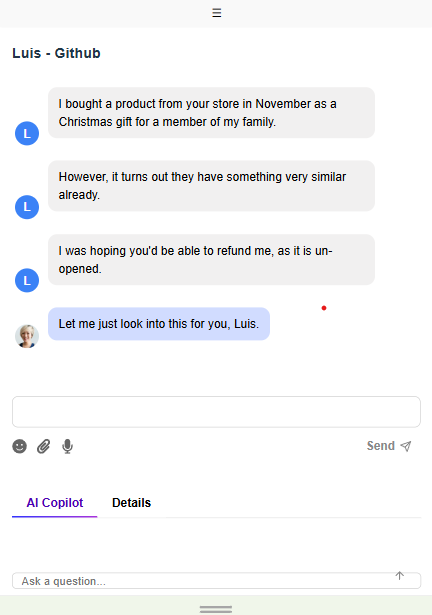 Luis - Github
I bought a product from your store in November as a
Christmas gift for a member of my family.
L
However, it turns out they have something very similar
already.
L
I was hoping you'd be able to refund me, as it is un-
opened.
L
Let me just look into this for you, Luis.
Send
AI Copilot
Details
Ask a question...